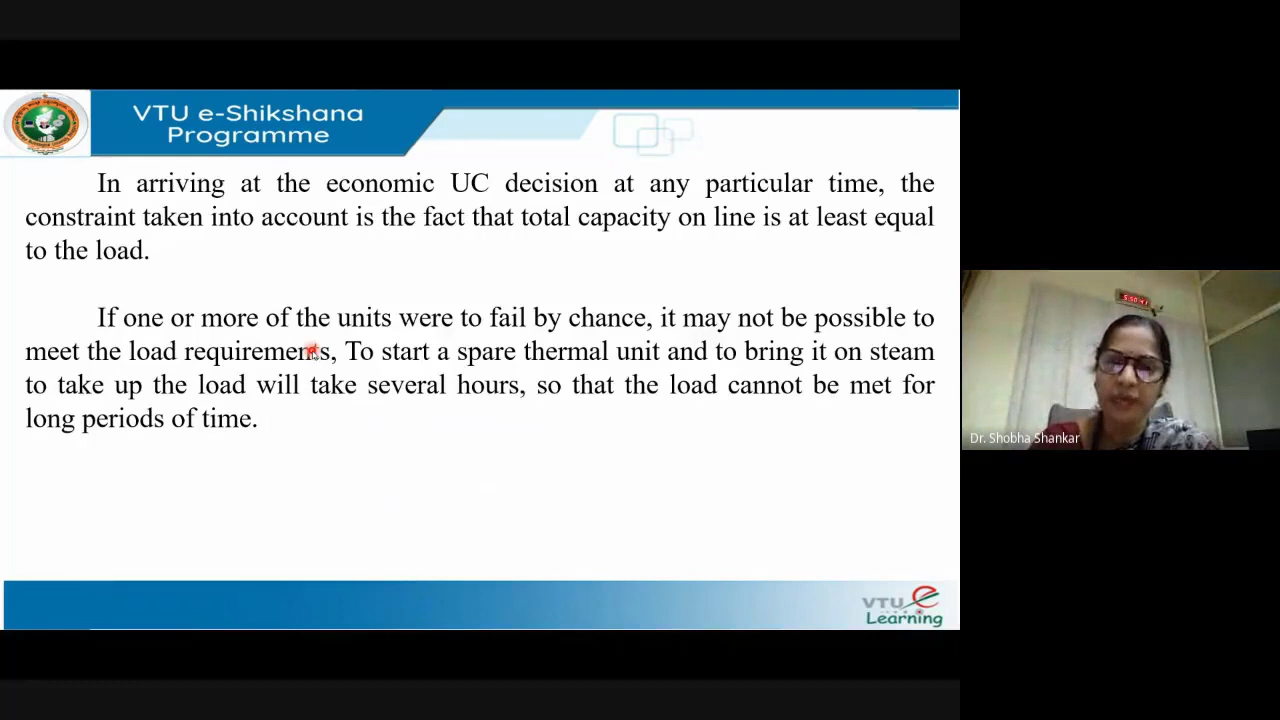 VTU e-Shikshana
Programme
In arriving at the economic UC decision at any particular time, the
constraint taken into account is the fact that total capacity on line is at least equal
to the load.
If one or more of the units were to fail by chance, it may not be possible to
meet the load requirements, To start a spare thermal unit and to bring it on steam
to take up the load will take several hours, so that the load cannot be met for
long periods of time.
Dr. Shobha Shankar
VTU e
Learning